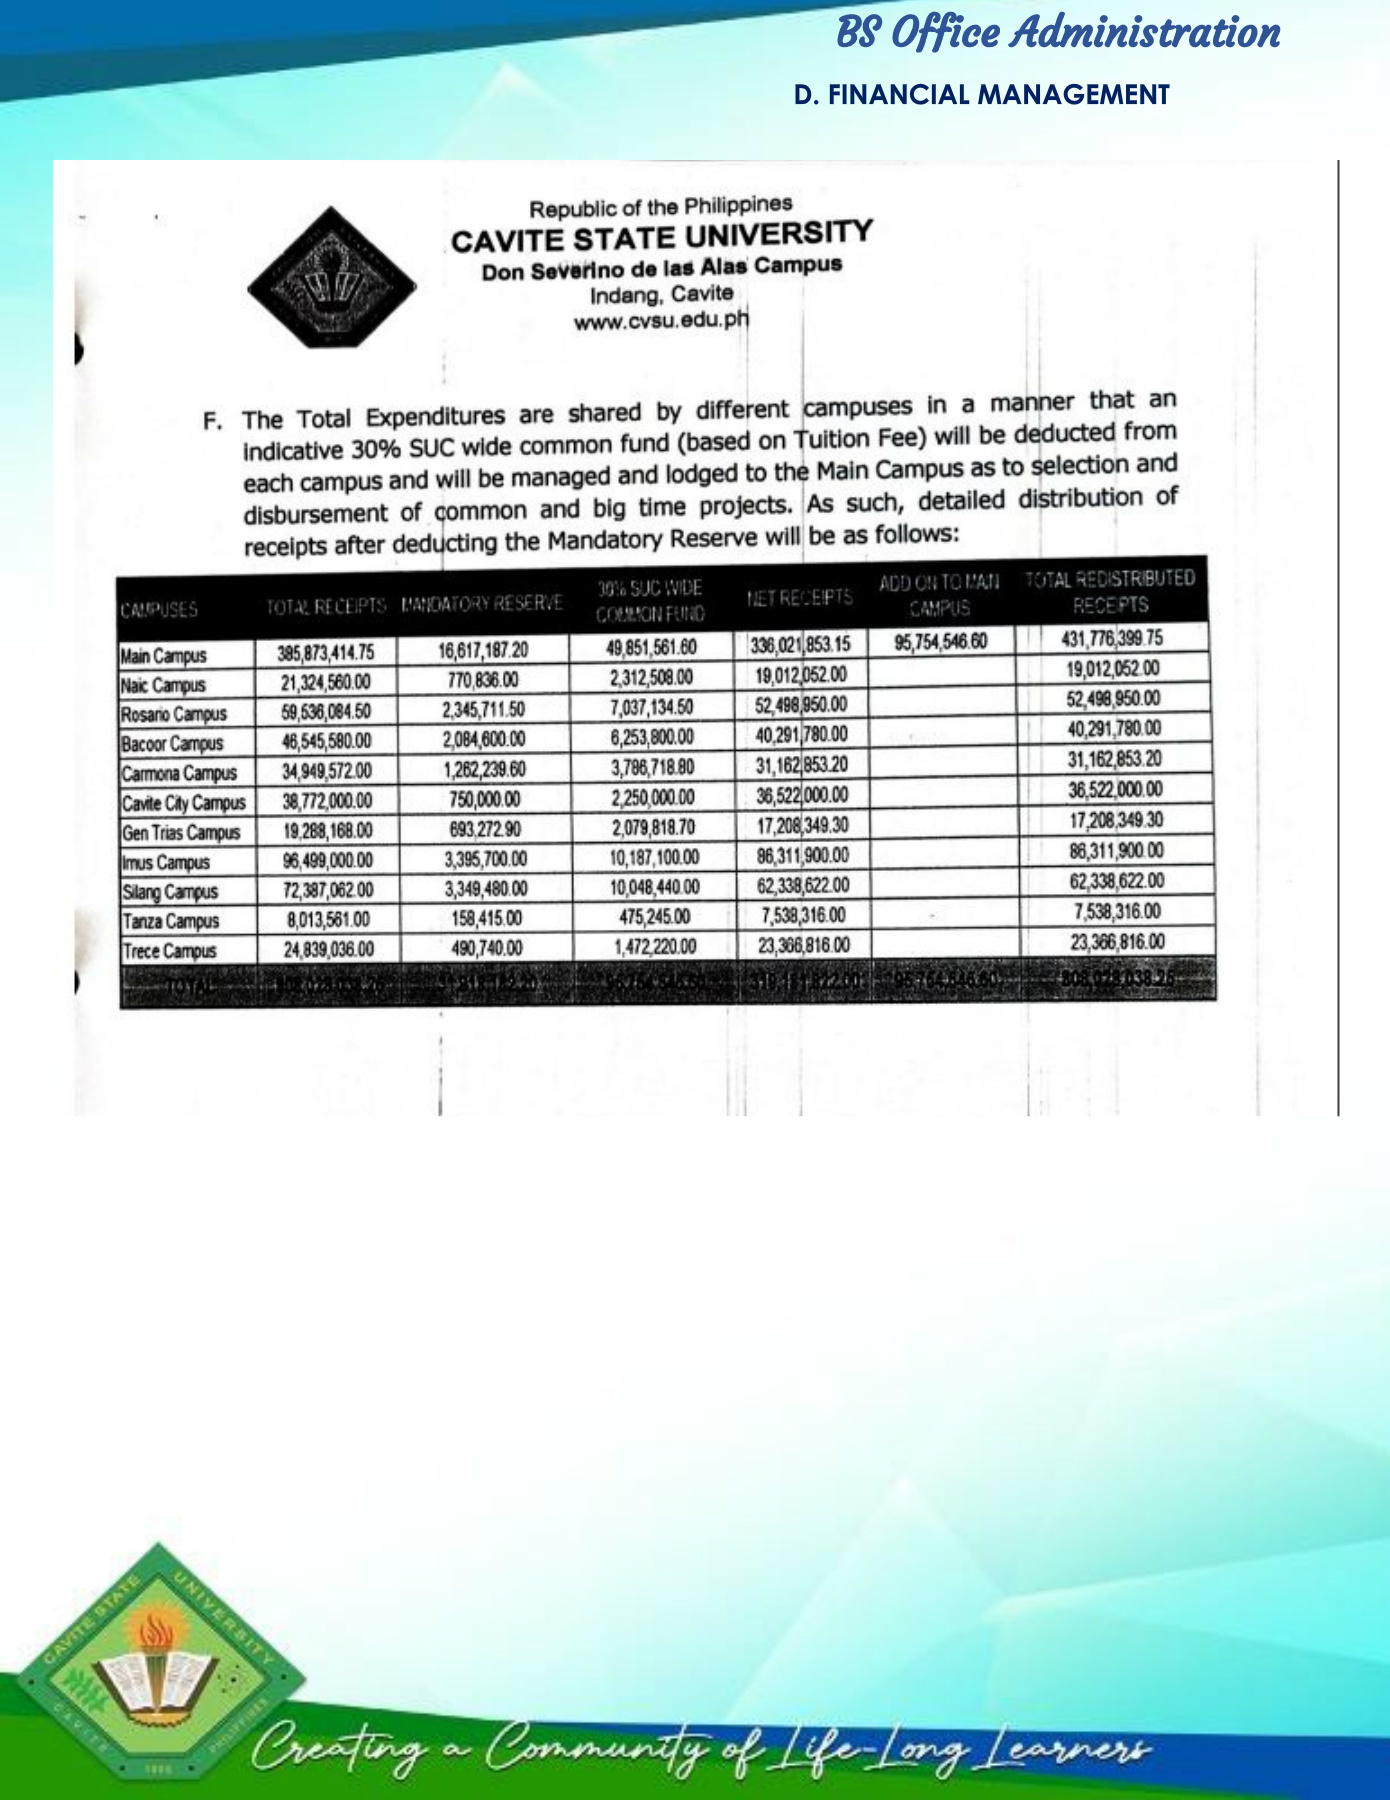 BS Office Administration
D. FINANCIAL MANAGEMENT
Republic of the Philippines
CAVITE STATE UNIVERSITY
Don Severino de las Alas Campus
Indang, Cavite
www.cvsu.edu.ph
F. The Total Expenditures are shared by different campuses in a manner that an
indicative 30% SUC wide common fund (based on Tuition Fee) will be deducted from
each campus and will be managed and lodged to the Main Campus as to selection and
disbursement of common and big time projects. As such, detailed distribution of
receipts after deducting the Mandatory Reserve will be as follows:
CAMPUSES TOTAL RECEIPTS MANDATORY RESERVE 30% SUC WIDE COMMON FUND NET RECEIPTS ADD ON TO MAIN CAMPUS TOTAL REDISTRIBUTED RECEIPTS
Main Campus 385,873,414.75 16,617,187.20 49,851,561.60 336,021,853.15 95,754,546.60 431,776,399.75
Naic Campus 21,324,560.00 770,836.00 2,312,508.00 19,012,052.00 19,012,052.00
Rosario Campus 59,536,084.50 2,345,711.50 7,037,134.50 52,498,950.00 52,498,950.00
Bacoor Campus 46,545,580.00 2,084,600.00 6,253,800.00 40,291,780.00 40,291,780.00
Carmona Campus 34,949,572.00 1,262,239.60 3,786,718.80 31,162,853.20 31,162,853.20
Cavite City Campus 38,772,000.00 750,000.00 2,250,000.00 36,522,000.00 36,522,000.00
Gen Trias Campus 19,288,168.00 693,272.90 2,079,818.70 17,208,349.30 17,208,349.30
Imus Campus 96,499,000.00 3,395,700.00 10,187,100.00 86,311,900.00 86,311,900.00
Silang Campus 72,387,062.00 3,349,480.00 10,048,440.00 62,338,622.00 62,338,622.00
Tanza Campus 8,013,561.00 158,415.00 475,245.00 7,538,316.00 7,538,316.00
Trece Campus 24,839,036.00 490,740.00 1,472,220.00 23,366,816.00 23,366,816.00
TOTAL 808,028,038.25 95,754,546.60 808,028,038.25
CAVITE STATE UNIVERSITY
CAVITE PHILIPPINES
1906
Creating a Community of Life-Long Learners